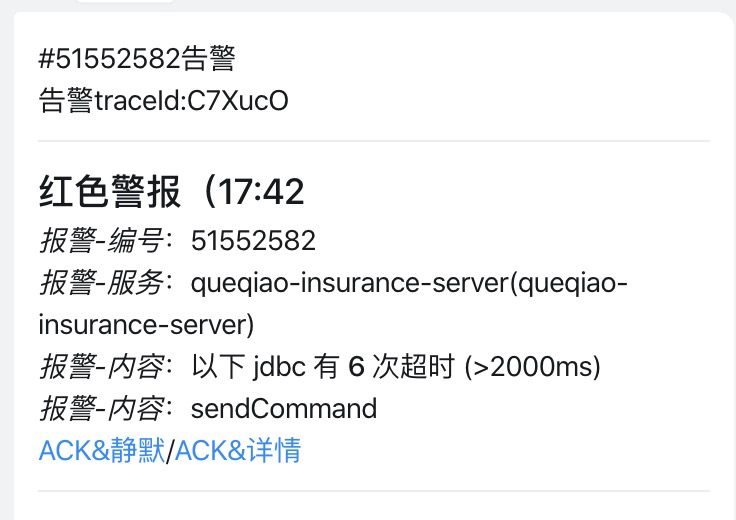 #51552582告警
告警traceId:C7XucO
红色警报（17:42
报警-编号：51552582
报警-服务：queqiao-insurance-server(queqiao-
insurance-server)
报警-内容：以下 jdbc 有 6 次超时 (>2000ms)
报警-内容：sendCommand
ACK&静默/ACK&详情